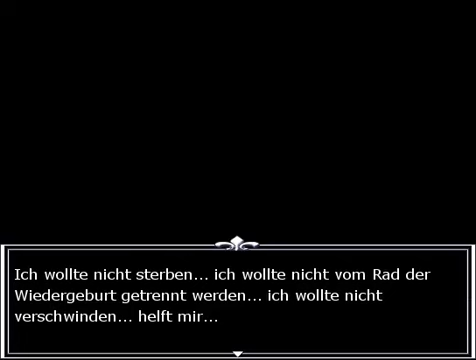 Ich wollte nicht sterben... ich wollte nicht vom Rad der
Wiedergeburt getrennt werden... ich wollte nicht
verschwinden... helft mir...